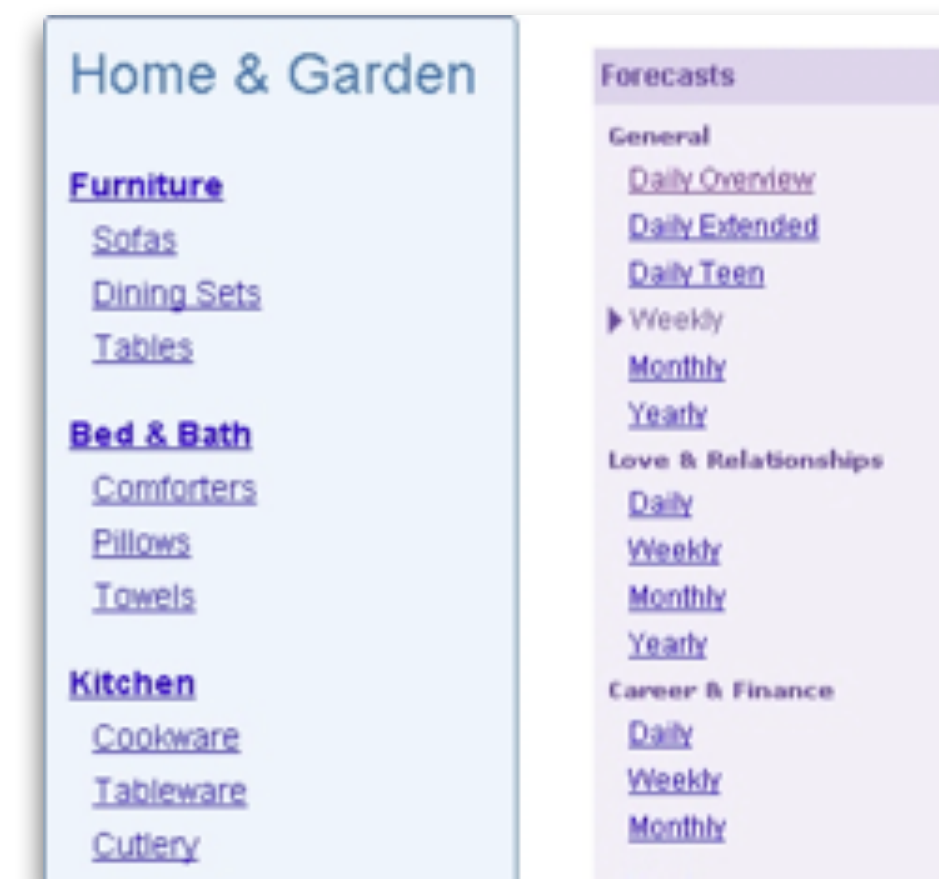 Home & Garden
Furniture
Sofas
Dining Sets
Tables
Bed & Bath
Comforters
Pillows
Towels
Kitchen
Cookware
Tableware
Cutlery
Forecasts
General
Daily Overview
Daily Extended
Daily Teen
Weekly
Monthly
Yearly
Love & Relationships
Daily
Weekly
Monthly
Yearly
Career & Finance
Daily
Weekly
Monthly